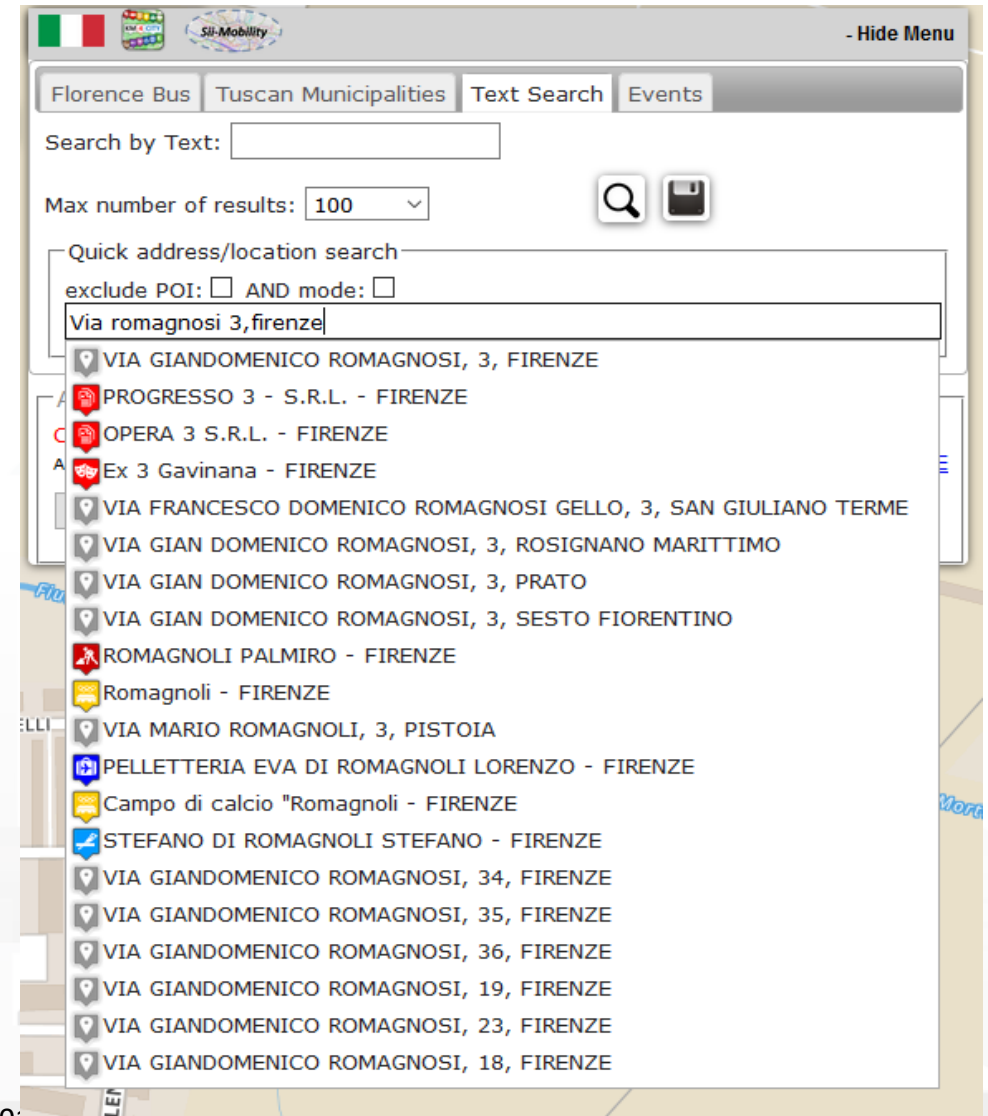 KM 4 CITY
Sii-Mobility
- Hide Menu
Florence Bus Tuscan Municipalities Text Search Events
Search by Text:
Max number of results: 100
Quick address/location search
exclude POI: AND mode:
Via romagnosi 3,firenze
VIA GIANDOMENICO ROMAGNOSI, 3, FIRENZE
PROGRESSO 3 - S.R.L. - FIRENZE
OPERA 3 S.R.L. - FIRENZE
Ex 3 Gavinana - FIRENZE
VIA FRANCESCO DOMENICO ROMAGNOSI GELLO, 3, SAN GIULIANO TERME
VIA GIAN DOMENICO ROMAGNOSI, 3, ROSIGNANO MARITTIMO
VIA GIAN DOMENICO ROMAGNOSI, 3, PRATO
VIA GIAN DOMENICO ROMAGNOSI, 3, SESTO FIORENTINO
ROMAGNOLI PALMIRO - FIRENZE
Romagnoli - FIRENZE
VIA MARIO ROMAGNOLI, 3, PISTOIA
PELLETTERIA EVA DI ROMAGNOLI LORENZO - FIRENZE
Campo di calcio "Romagnoli - FIRENZE
STEFANO DI ROMAGNOLI STEFANO - FIRENZE
VIA GIANDOMENICO ROMAGNOSI, 34, FIRENZE
VIA GIANDOMENICO ROMAGNOSI, 35, FIRENZE
VIA GIANDOMENICO ROMAGNOSI, 36, FIRENZE
VIA GIANDOMENICO ROMAGNOSI, 19, FIRENZE
VIA GIANDOMENICO ROMAGNOSI, 23, FIRENZE
VIA GIANDOMENICO ROMAGNOSI, 18, FIRENZE